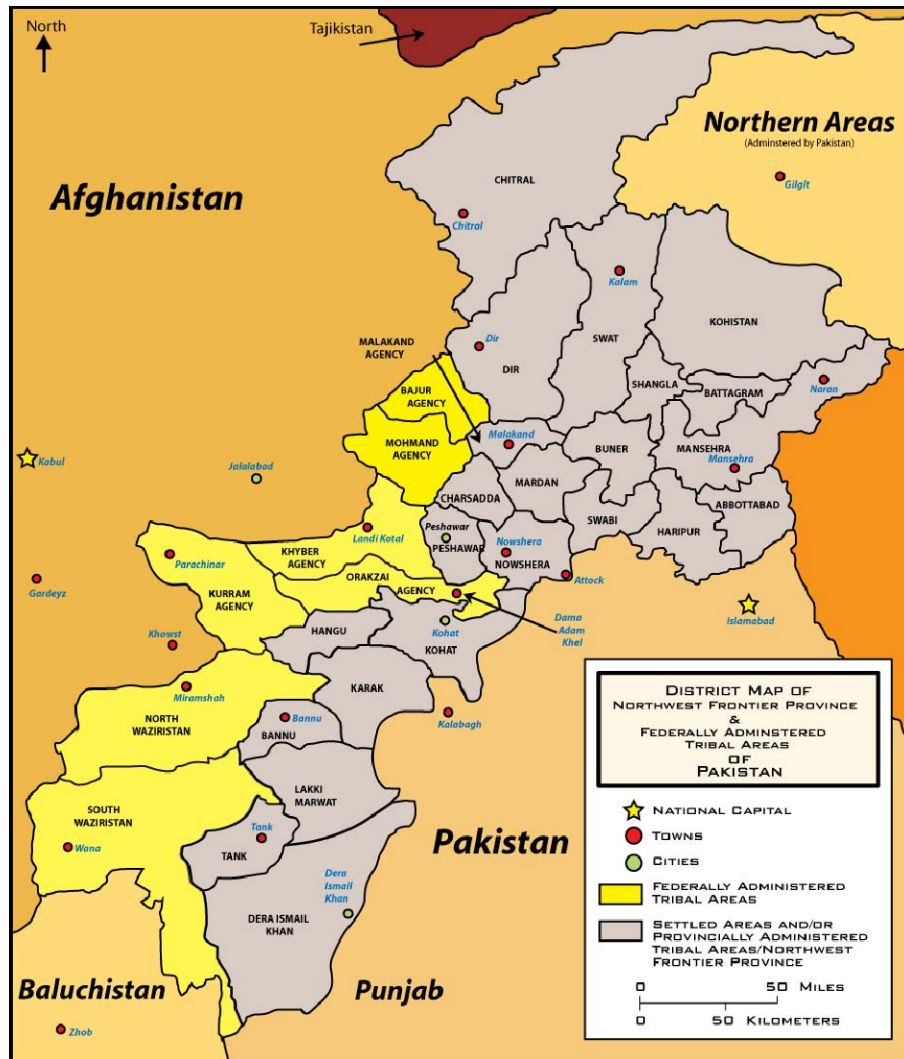 North
Tajikistan
Northern Areas
(Adminstered by Pakistan)
Gilgit
CHITRAL
Afghanistan
Chitral
Kalam
KOHISTAN
Dir
SWAT
MALAKAND
AGENCY
DIR
SHANGLA
BATTAGRAM
Naran
BAJUR
AGENCY
Malakand
BUNER
MANSEHRA
Mansehra
MOHMAND
AGENCY
Kabul
Jalalabad
MARDAN
CHARSADDA
ABBOTTABAD
SWABI
HARIPUR
Peshawar
PESHAWAR
Landi Kotal
Nowshera
NOWSHERA
KHYBER
AGENCY
Parachinar
ORAKZAI
AGENCY
Attock
Gardeyz
KURRAM
AGENCY
Dama
Adam
Khel
Islamabad
HANGU
Kohat
KOHAT
Khowst
Miramshah
KARAK
NORTH
WAZIRISTAN
Bannu
BANNU
Kalabagh
LAKKI
MARWAT
SOUTH
WAZIRISTAN
Tank
TANK
Wana
Pakistan
Dera
Ismail
Khan
DERA ISMAIL
KHAN
Baluchistan
Punjab
Zhob
DISTRICT MAP OF
NORTHWEST FRONTIER PROVINCE
&
FEDERALLY ADMINSTERED
TRIBAL AREAS
OF
PAKISTAN
NATIONAL CAPITAL
TOWNS
CITIES
FEDERALLY ADMINISTERED
TRIBAL AREAS
SETTLED AREAS AND/OR
PROVINCIALLY ADMINISTERED
TRIBAL AREAS/NORTHWEST
FRONTIER PROVINCE
0 50 MILES
0 50 KILOMETERS